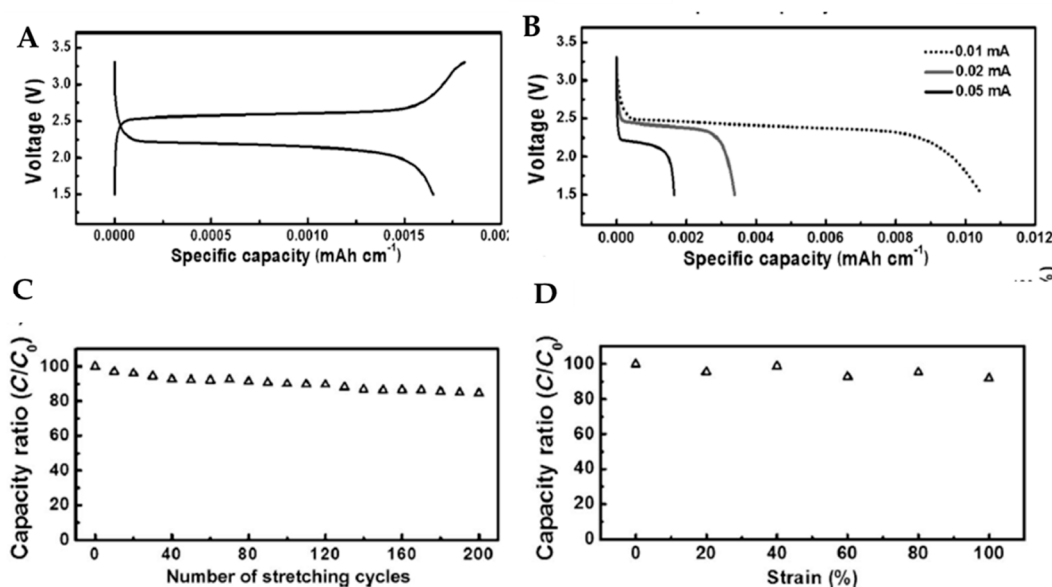 A
Voltage (V)
3.5
3.0
2.5
2.0
1.5
0.0000 0.0005 0.0010 0.0015 0.002
Specific capacity (mAh cm⁻¹)
B
Voltage (V)
3.5
3.0
2.5
2.0
1.5
0.01 mA
0.02 mA
0.05 mA
0.000 0.002 0.004 0.006 0.008 0.010 0.012
Specific capacity (mAh cm⁻¹)
C
Capacity ratio (C/C₀)
100
80
60
40
20
0
0 40 80 120 160 200
Number of stretching cycles
D
Capacity ratio (C/C₀)
100
80
60
40
20
0
0 20 40 60 80 100
Strain (%)